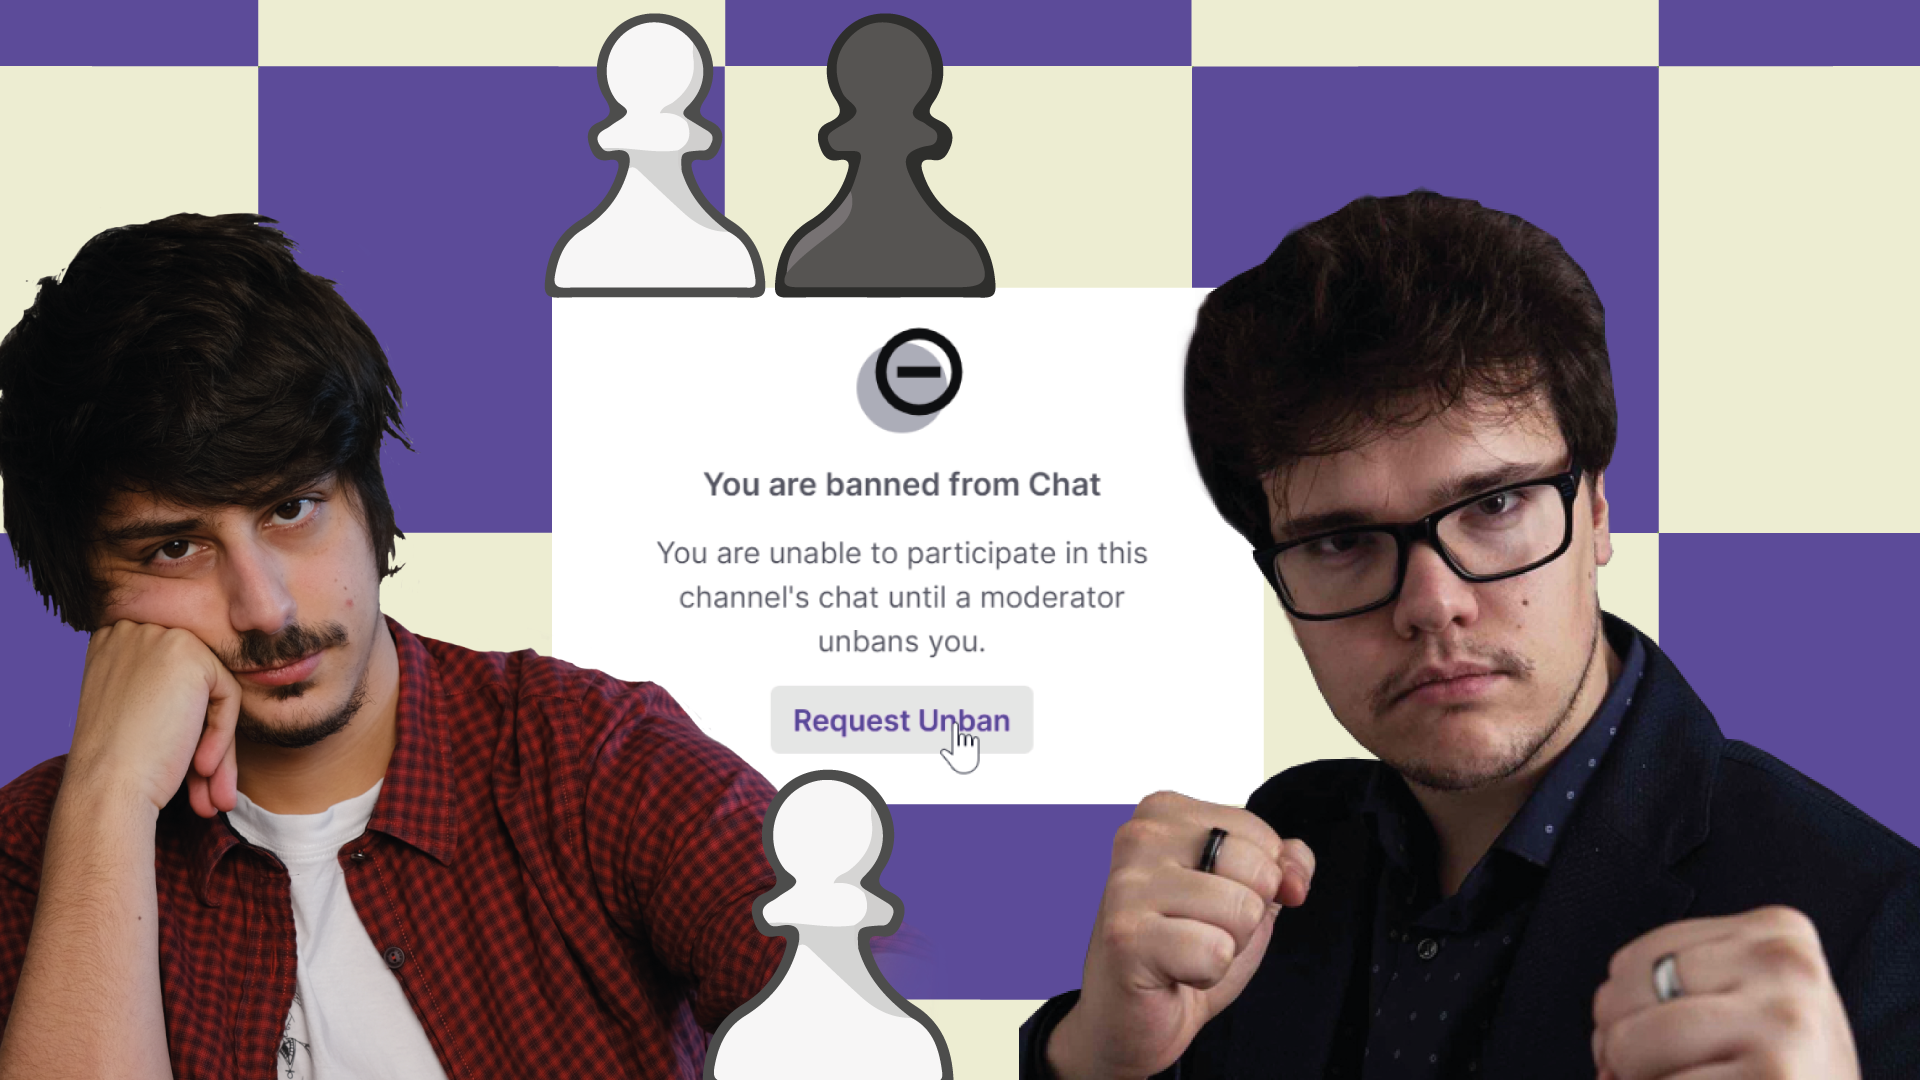 You are banned from Chat
You are unable to participate in this
channel's chat until a moderator
unbans you.
Request Unban